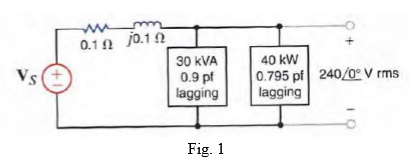 0.1 Ω
j0.1 Ω
V_S
+
−
30 kVA
0.9 pf
lagging
40 kW
0.795 pf
lagging
+
240/0° V rms
−
Fig. 1